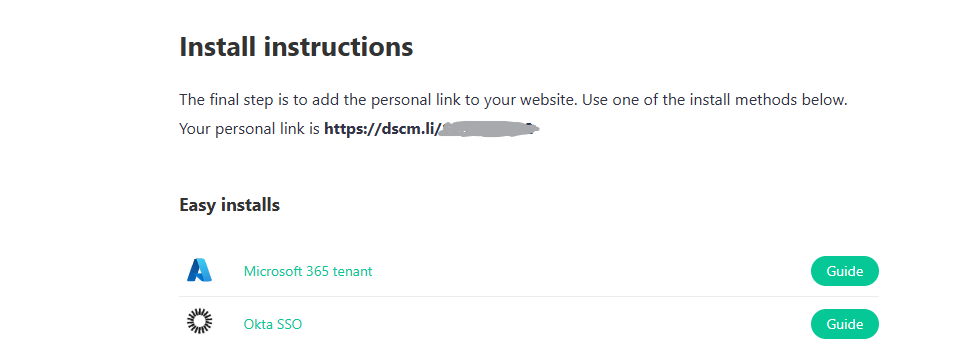 Install instructions
The final step is to add the personal link to your website. Use one of the install methods below.
Your personal link is https://dscm.li/
Easy installs
Microsoft 365 tenant
Guide
Okta SSO
Guide